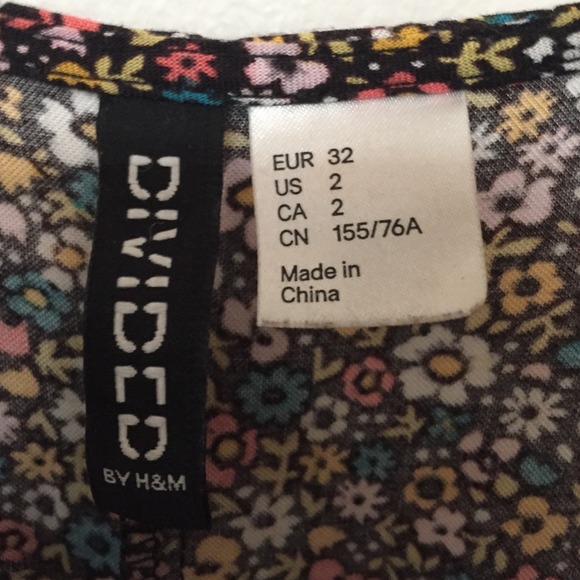 DIVIDED
BY H&M
EUR 32
US 2
CA 2
CN 155/76A
Made in
China